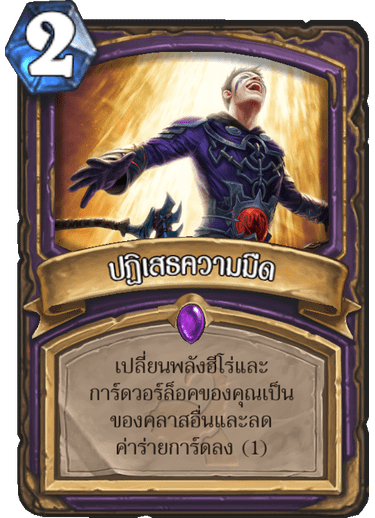 2
ปฏิเสธความมืด
เปลี่ยนพลังฮีโร่และ
การ์ดวอร์ล็อคของคุณเป็น
ของคลาสอื่นและลด
ค่าร่ายการ์ดลง (1)